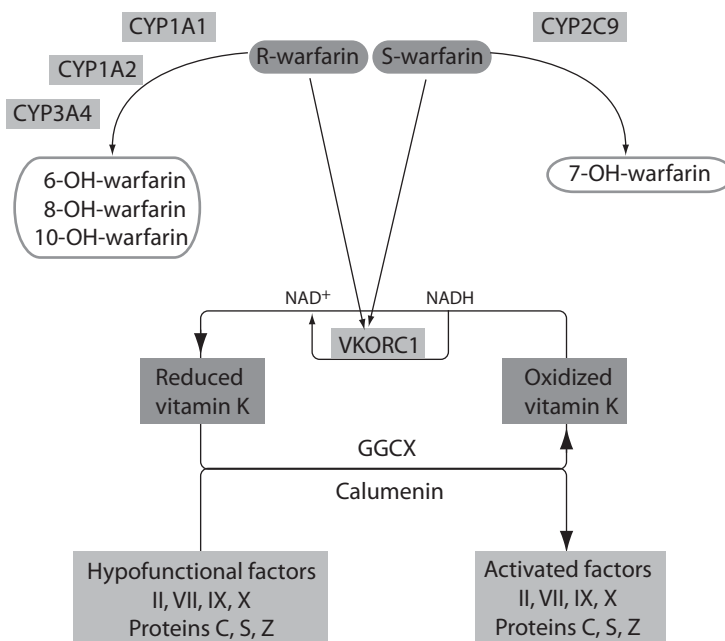 CYP1A1
CYP2C9
R-warfarin
S-warfarin
CYP1A2
CYP3A4
6-OH-warfarin
8-OH-warfarin
10-OH-warfarin
7-OH-warfarin
NAD+
NADH
VKORC1
Reduced
vitamin K
Oxidized
vitamin K
GGCX
Calumenin
Hypofunctional factors
II, VII, IX, X
Proteins C, S, Z
Activated factors
II, VII, IX, X
Proteins C, S, Z